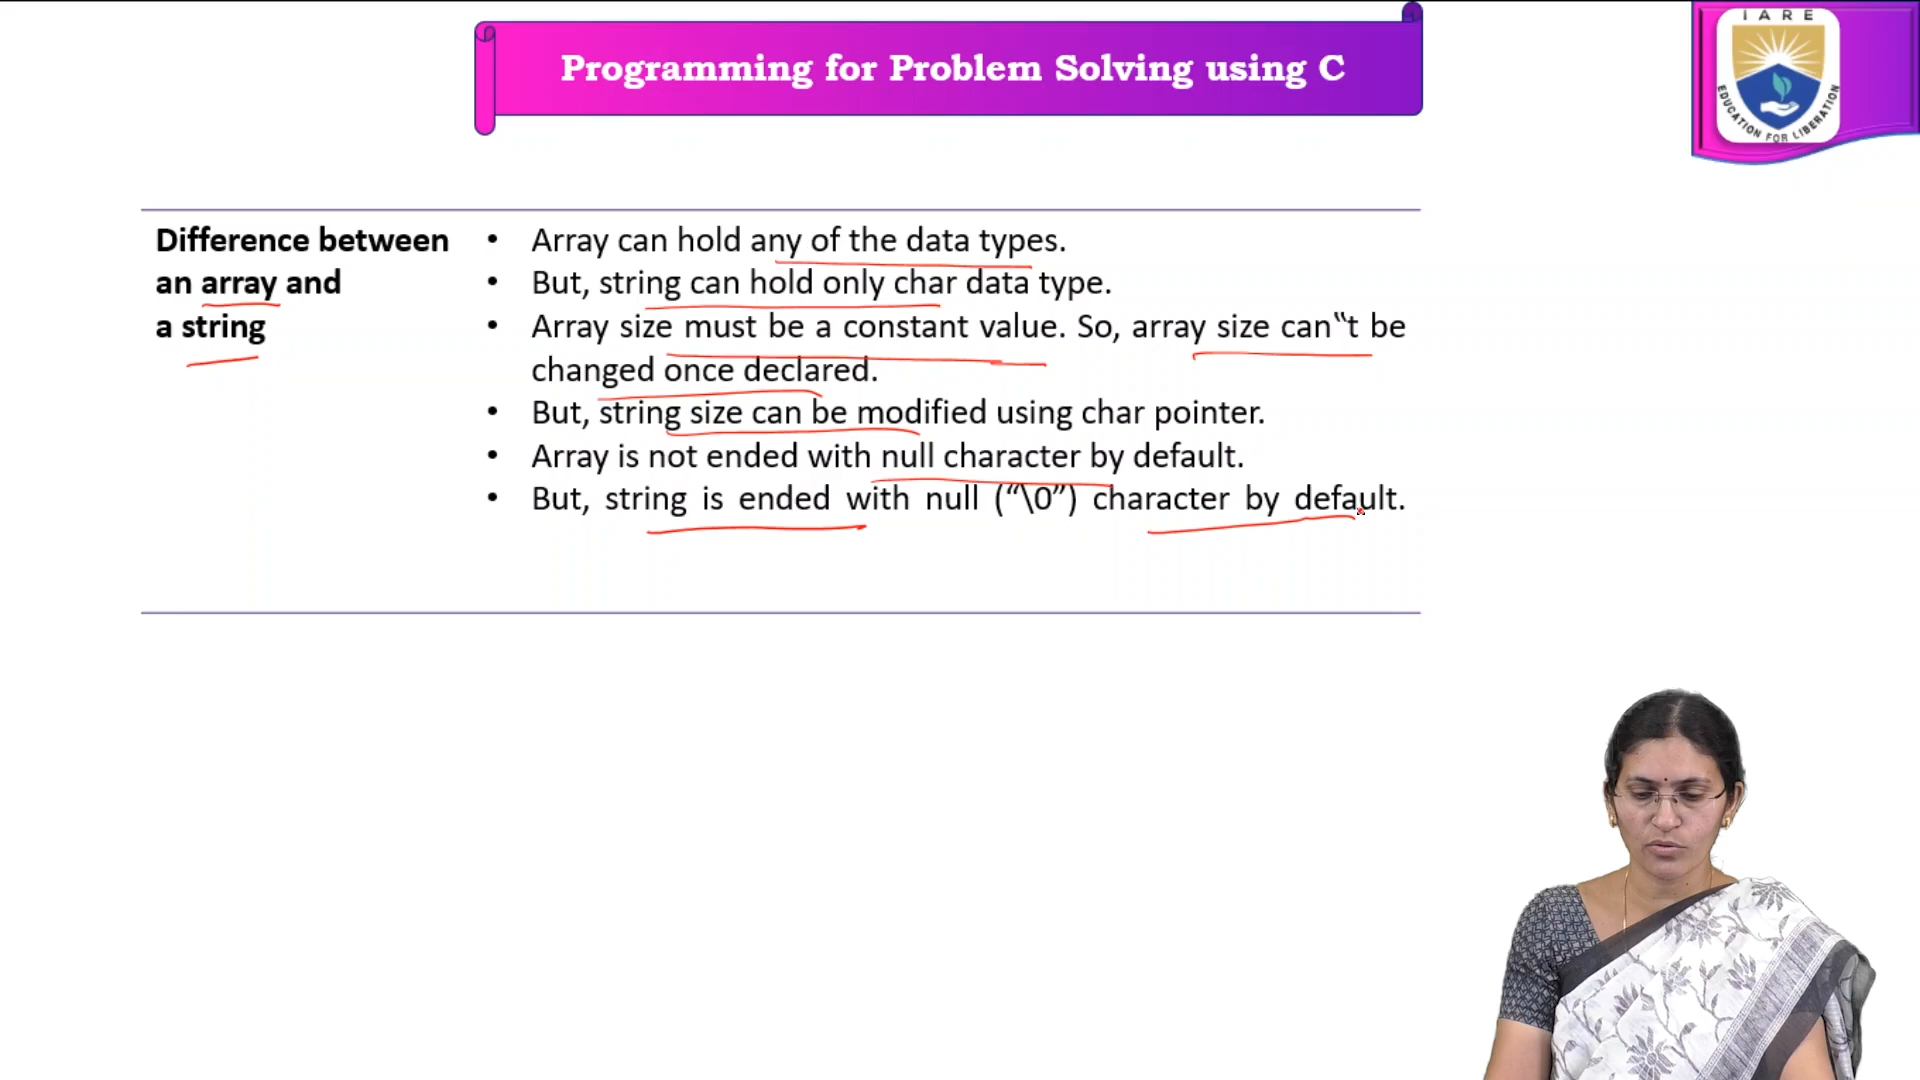 Programming for Problem Solving using C
IARE
EDUCATION FOR LIBERATION
Difference between
an array and
a string
• Array can hold any of the data types.
• But, string can hold only char data type.
• Array size must be a constant value. So, array size can‟t be
changed once declared.
• But, string size can be modified using char pointer.
• Array is not ended with null character by default.
• But, string is ended with null (“\0”) character by default.